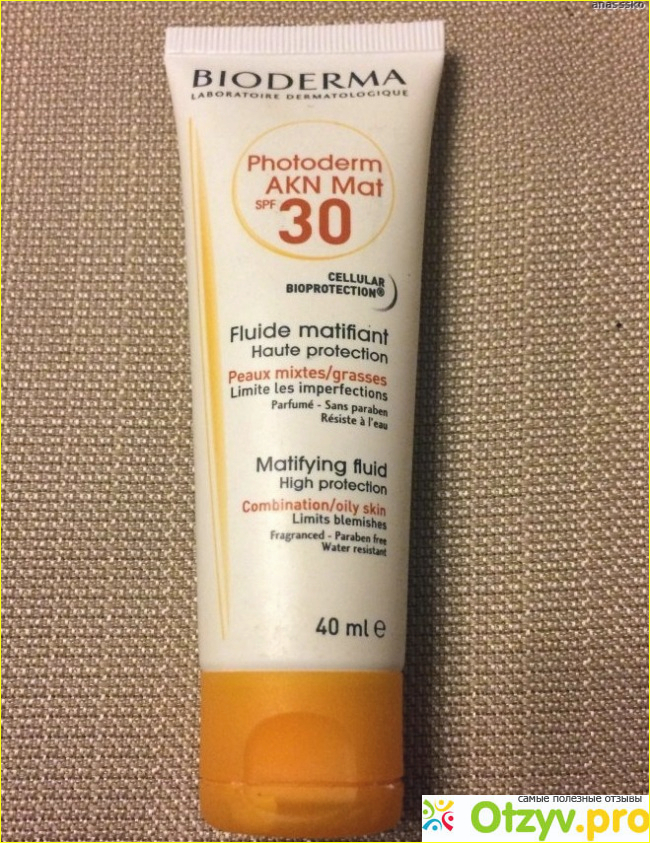 anasssko
BIODERMA
LABORATOIRE DERMATOLOGIQUE
Photoderm
AKN Mat
SPF 30
CELLULAR
BIOPROTECTION®
Fluide matifiant
Haute protection
Peaux mixtes/grasses
Limite les imperfections
Parfumé - Sans paraben
Résiste à l'eau
Matifying fluid
High protection
Combination/oily skin
Limits blemishes
Fragranced - Paraben free
Water resistant
40 ml e
самые полезные отзывы
Otzyv.pro